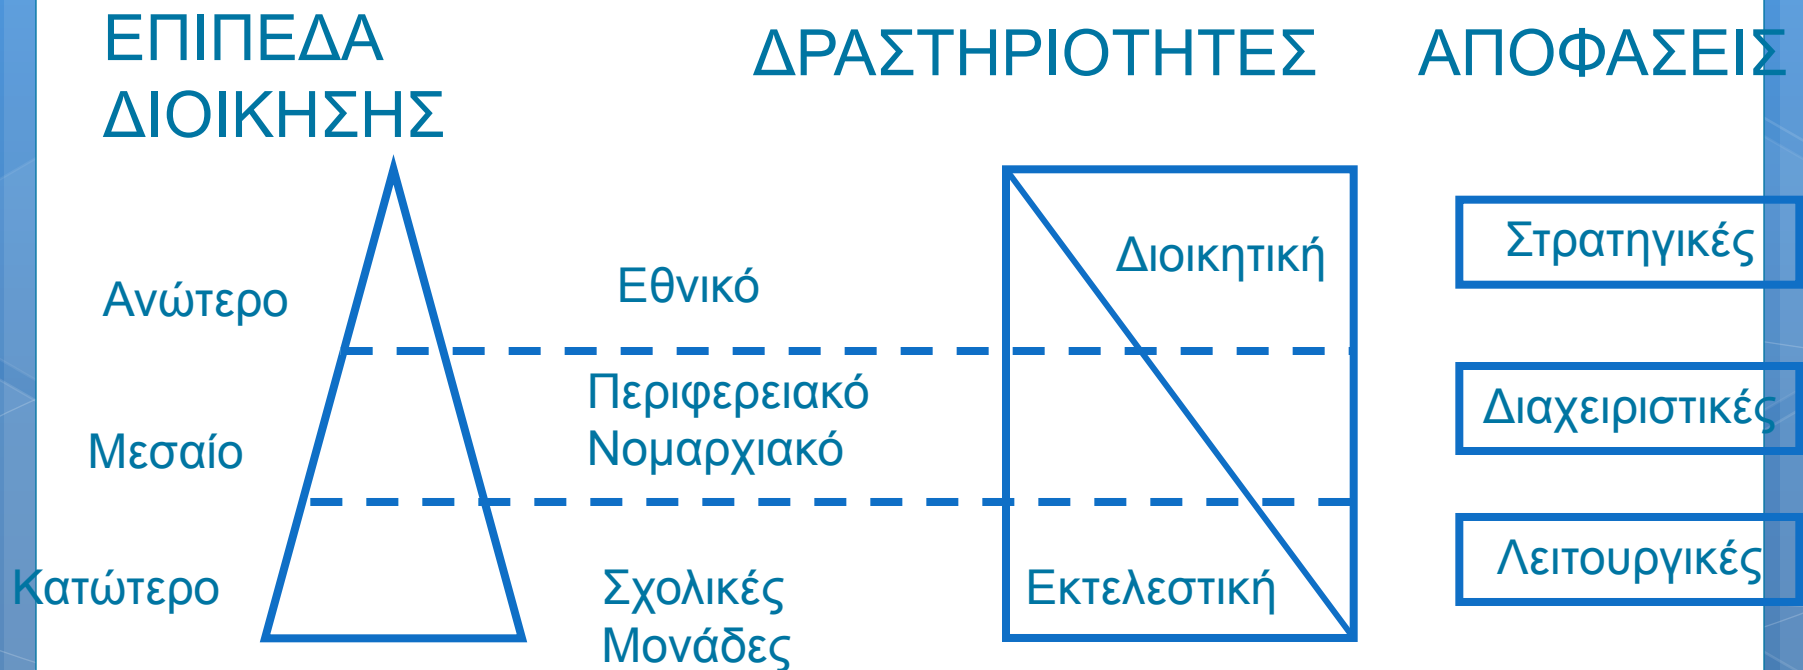 ΕΠΙΠΕΔΑ
ΔΙΟΙΚΗΣΗΣ
ΔΡΑΣΤΗΡΙΟΤΗΤΕΣ
ΑΠΟΦΑΣΕΙΣ
Ανώτερο
Εθνικό
Διοικητική
Στρατηγικές
Μεσαίο
Περιφερειακό
Νομαρχιακό
Διαχειριστικές
Κατώτερο
Σχολικές
Μονάδες
Εκτελεστική
Λειτουργικές